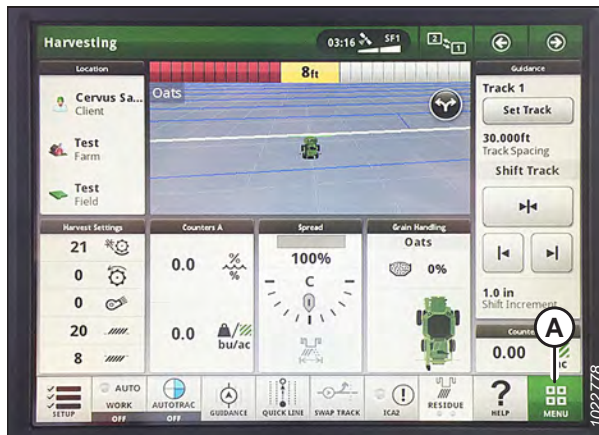 Harvesting
03:16
SF1
2
1
Location
8ft
Guidance
Cervus Sa...
Client
Oats
Track 1
Set Track
Test
Farm
30.000ft
Track Spacing
Shift Track
Test
Field
Harvest Settings
Counters A
Spread
Grain Handling
21
0
0
20
8
0.0
%
%
0.0
bu/ac
100%
C
Oats
0%
1.0 in
Shift Increment
A
0.00
SETUP
AUTO
WORK
OFF
AUTOTRAC
OFF
GUIDANCE
QUICK LINE
SWAP TRACK
ICA2
RESIDUE
?
HELP
MENU
1022778